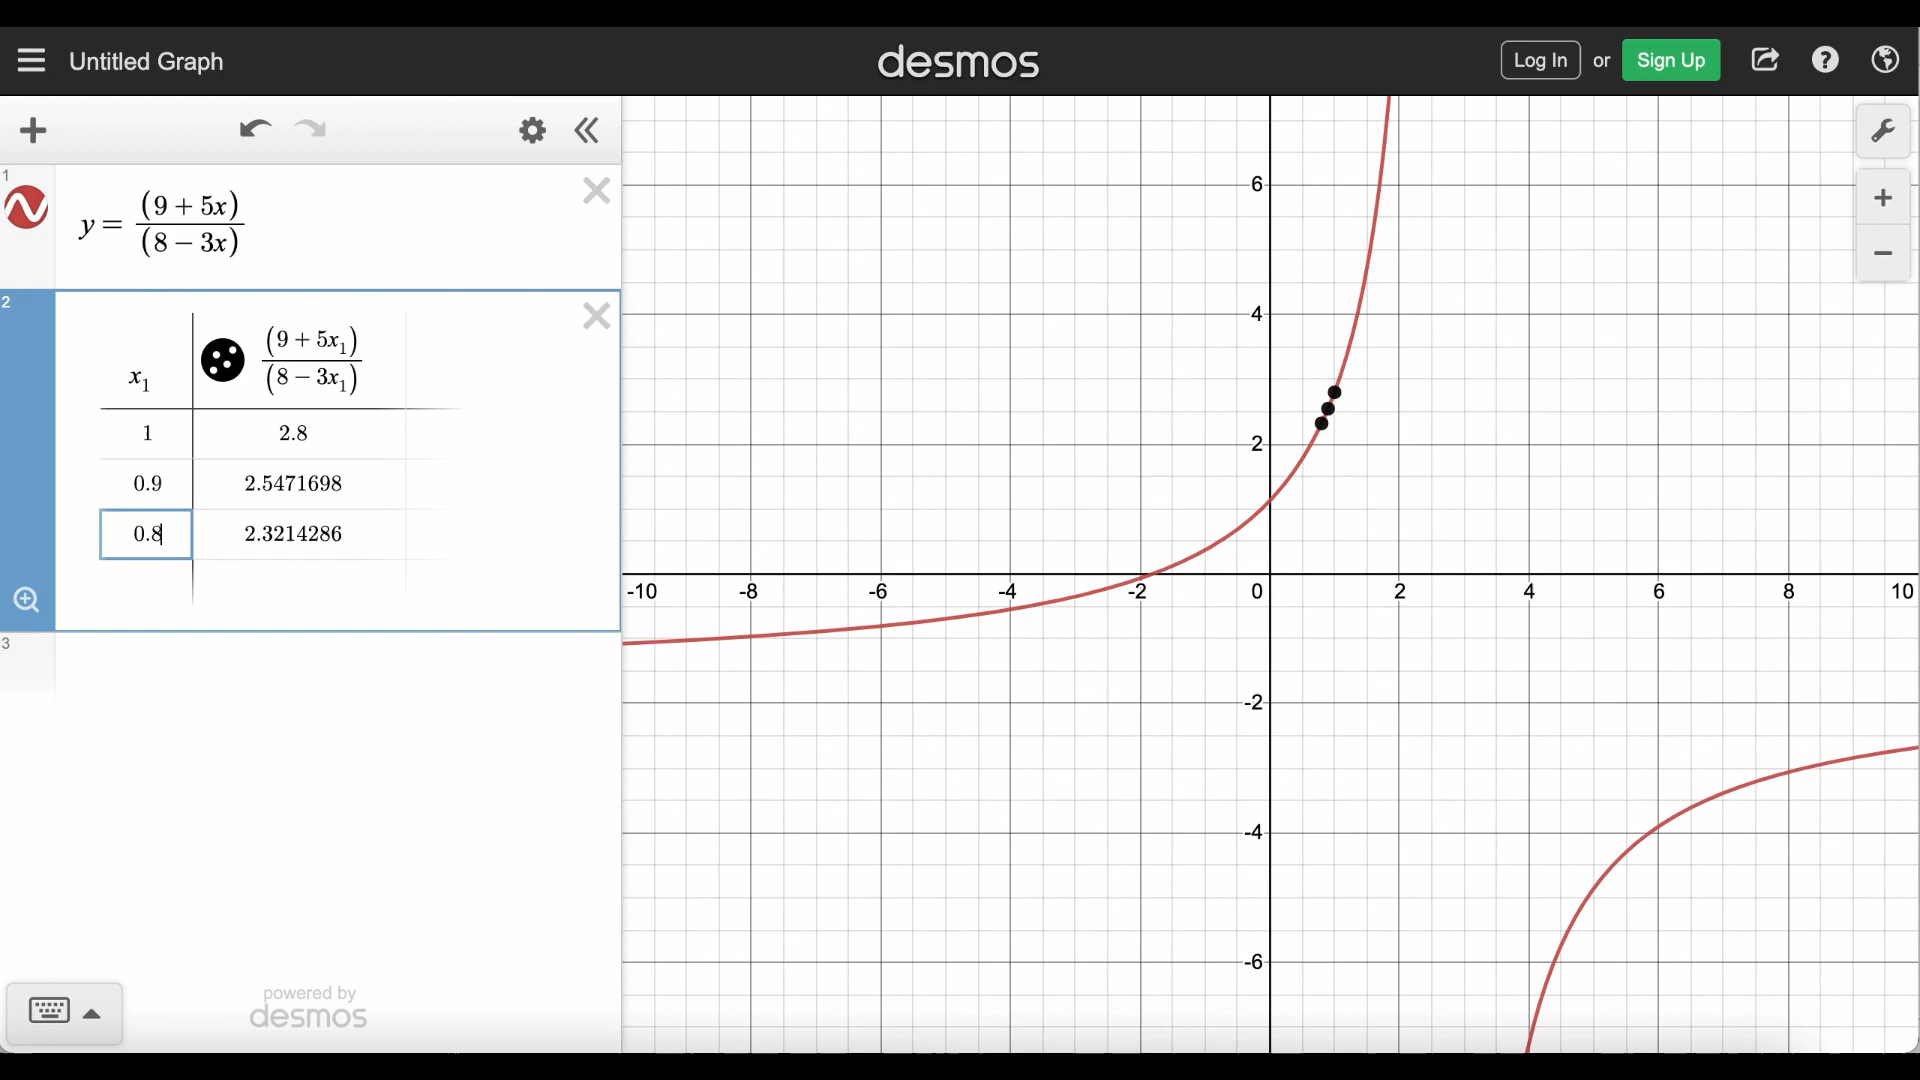 Untitled Graph
desmos
Log In or Sign Up
1
y = (9 + 5x) / (8 − 3x)
2
x₁ (9 + 5x₁) / (8 − 3x₁)
1 2.8
0.9 2.5471698
0.8 2.3214286
3
powered by
desmos
6
4
2
-10 -8 -6 -4 -2 0 2 4 6 8 10
-2
-4
-6